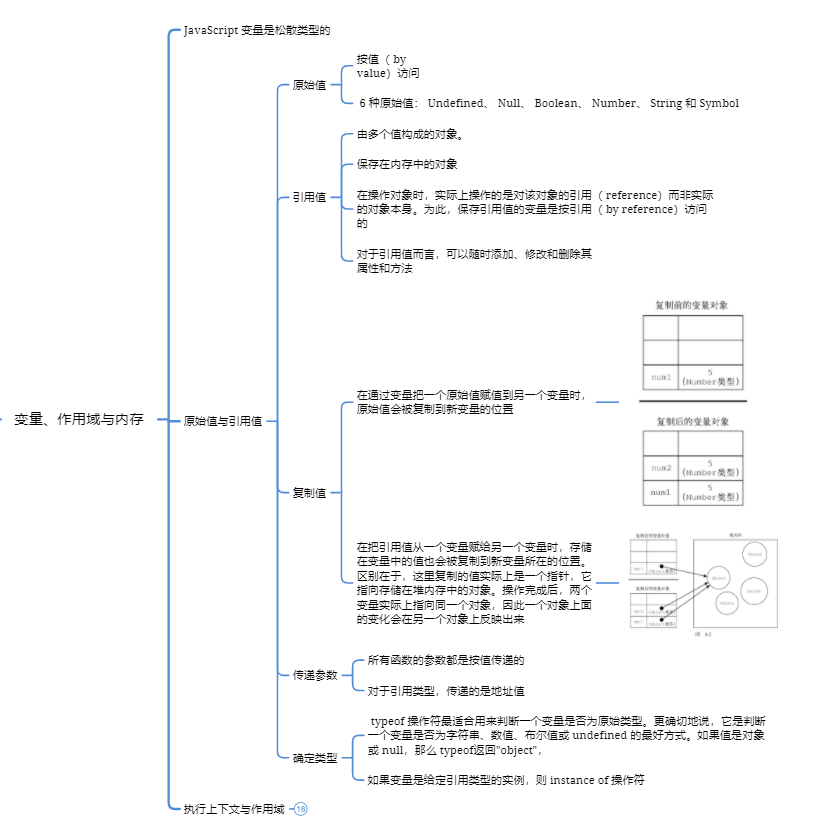 JavaScript 变量是松散类型的
按值（ by
value）访问
原始值
6 种原始值： Undefined、 Null、 Boolean、 Number、 String 和 Symbol
由多个值构成的对象。
保存在内存中的对象
引用值
在操作对象时，实际上操作的是对该对象的引用（ reference）而非实际
的对象本身。为此，保存引用值的变量是按引用（ by reference）访问
的
对于引用值而言，可以随时添加、修改和删除其
属性和方法
复制前的变量对象
num1
5
（Number类型）
在通过变量把一个原始值赋值到另一个变量时，
原始值会被复制到新变量的位置
变量、作用域与内存
原始值与引用值
复制后的变量对象
num2
5
（Number类型）
num1
5
（Number类型）
复制值
在把引用值从一个变量赋给另一个变量时，存储
在变量中的值也会被复制到新变量所在的位置。
区别在于，这里复制的值实际上是一个指针，它
指向存储在堆内存中的对象。操作完成后，两个
变量实际上指向同一个对象，因此一个对象上面
的变化会在另一个对象上反映出来
复制前的变量对象
堆内存
复制后的变量对象
图 4-2
所有函数的参数都是按值传递的
传递参数
对于引用类型，传递的是地址值
typeof 操作符最适合用来判断一个变量是否为原始类型。更确切地说，它是判断
一个变量是否为字符串、数值、布尔值或 undefined 的最好方式。如果值是对象
或 null，那么 typeof返回"object"，
确定类型
如果变量是给定引用类型的实例，则 instance of 操作符
执行上下文与作用域
18